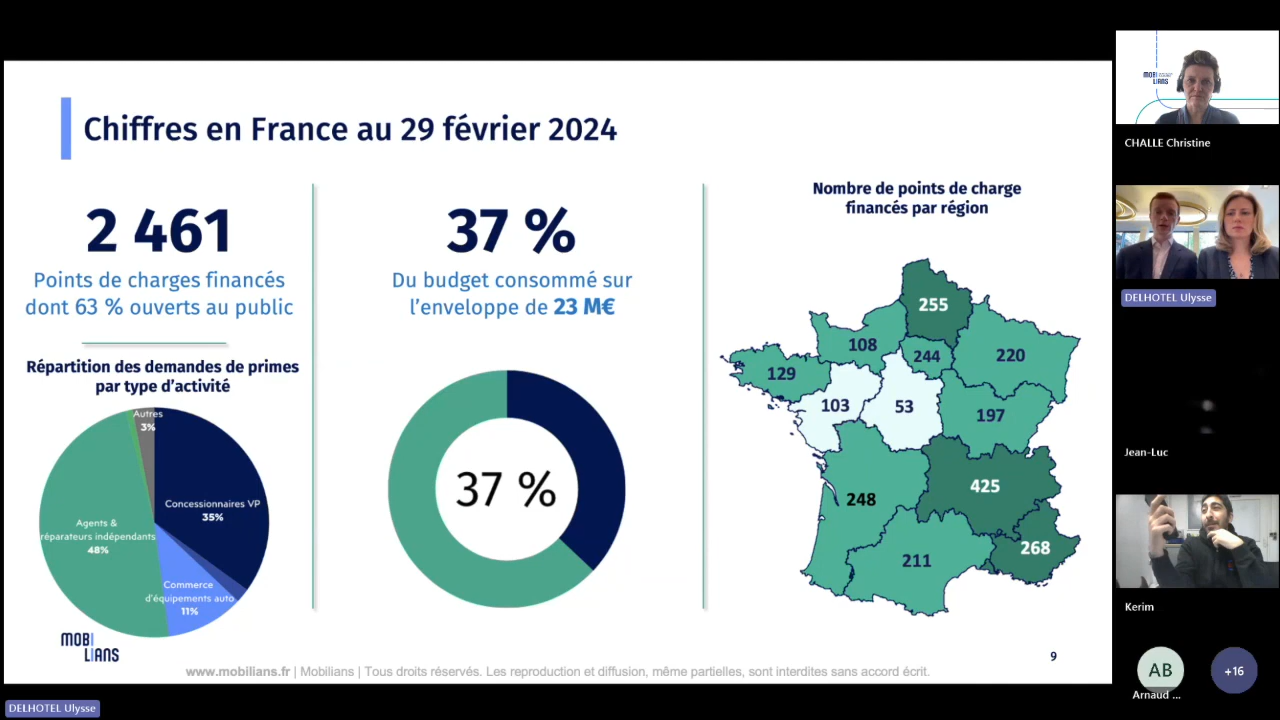 Chiffres en France au 29 février 2024
2 461
Points de charges financés
dont 63 % ouverts au public
Répartition des demandes de primes
par type d'activité
Autres
3%
Concessionnaires VP
35%
Agents &
réparateurs indépendants
48%
Commerce
d'équipements auto
11%
37 %
Du budget consommé sur
l'enveloppe de 23 M€
37 %
Nombre de points de charge
financés par région
255
108
244
220
129
103
53
197
248
425
268
211
MOBI
LIANS
www.mobilians.fr | Mobilians | Tous droits réservés. Les reproduction et diffusion, même partielles, sont interdites sans accord écrit.
9
DELHOTEL Ulysse
MOBI
LIANS
CHALLE Christine
DELHOTEL Ulysse
Jean-Luc
Kerim
AB
Arnaud ...
+16